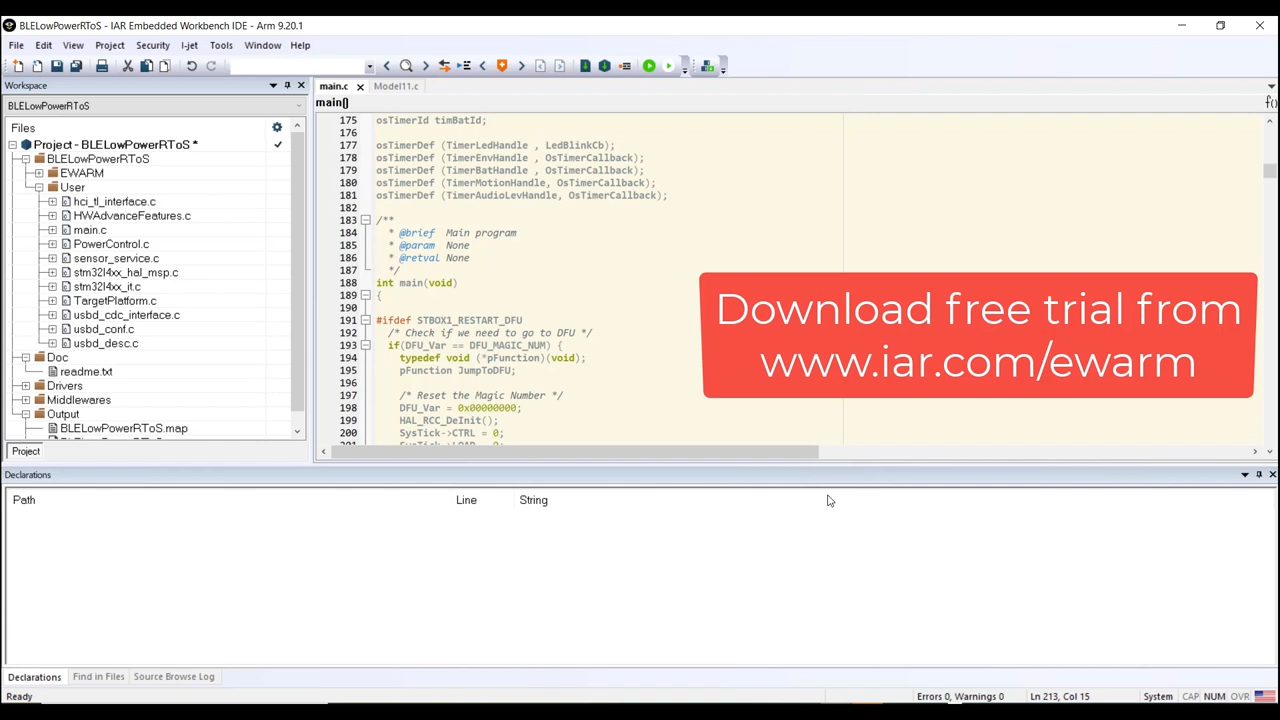 BLELowPowerRToS - IAR Embedded Workbench IDE - Arm 9.20.1
File Edit View Project Security I-jet Tools Window Help
Workspace
BLELowPowerRToS
Files
Project - BLELowPowerRToS *
BLELowPowerRToS
EWARM
User
hci_tl_interface.c
HWAdvanceFeatures.c
main.c
PowerControl.c
sensor_service.c
stm32l4xx_hal_msp.c
stm32l4xx_it.c
TargetPlatform.c
usbd_cdc_interface.c
usbd_conf.c
usbd_desc.c
Doc
readme.txt
Drivers
Middlewares
Output
BLELowPowerRToS.map
Project
main.c Model11.c
main()
175 osTimerId timBatId;
176
177 osTimerDef (TimerLedHandle , LedBlinkCb);
178 osTimerDef (TimerEnvHandle , OsTimerCallback);
179 osTimerDef (TimerBatHandle , OsTimerCallback);
180 osTimerDef (TimerMotionHandle, OsTimerCallback);
181 osTimerDef (TimerAudioLevHandle, OsTimerCallback);
182
183 /**
184 * @brief Main program
185 * @param None
186 * @retval None
187 */
188 int main(void)
189 {
190
191 #ifdef STBOX1_RESTART_DFU
192 /* Check if we need to go to DFU */
193 if(DFU_Var == DFU_MAGIC_NUM) {
194 typedef void (*pFunction)(void);
195 pFunction JumpToDFU;
196
197 /* Reset the Magic Number */
198 DFU_Var = 0x00000000;
199 HAL_RCC_DeInit();
200 SysTick->CTRL = 0;
Download free trial from
www.iar.com/ewarm
Declarations
Path Line String
Declarations Find in Files Source Browse Log
Ready Errors 0, Warnings 0 Ln 213, Col 15 System CAP NUM OVR